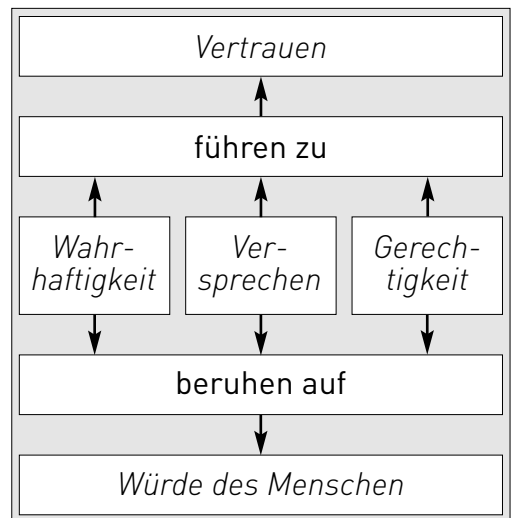 Vertrauen
führen zu
Wahr-
haftigkeit
Ver-
sprechen
Gerech-
tigkeit
beruhen auf
Würde des Menschen